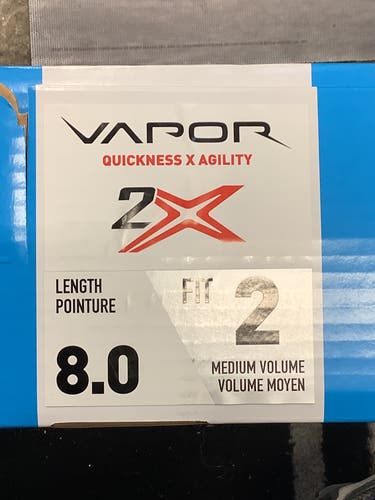 VAPOR
QUICKNESS X AGILITY
2X
LENGTH
POINTURE
8.0
FIT
2
MEDIUM VOLUME
VOLUME MOYEN